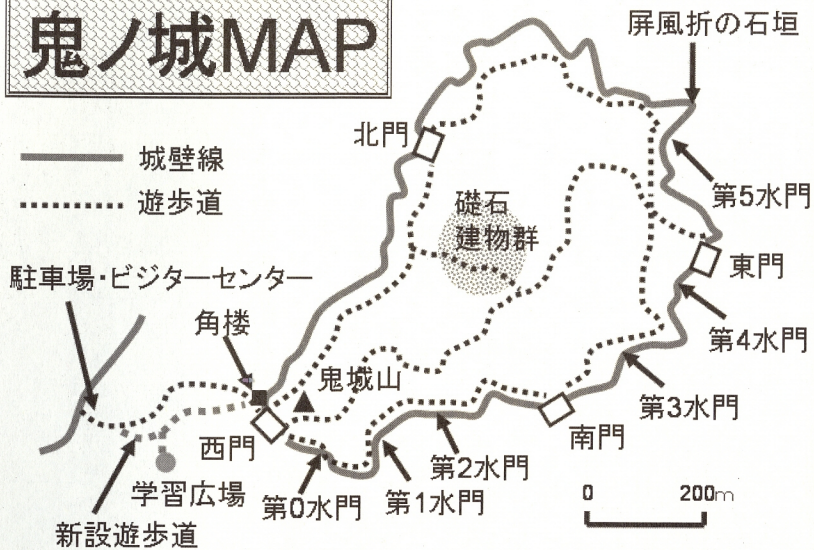 鬼ノ城MAP
屏風折の石垣
北門
城壁線
遊歩道
第5水門
礎石
建物群
東門
駐車場・ビジターセンター
角楼
第4水門
鬼城山
第3水門
西門
南門
第2水門
学習広場
第0水門
第1水門
0 200m
新設遊歩道